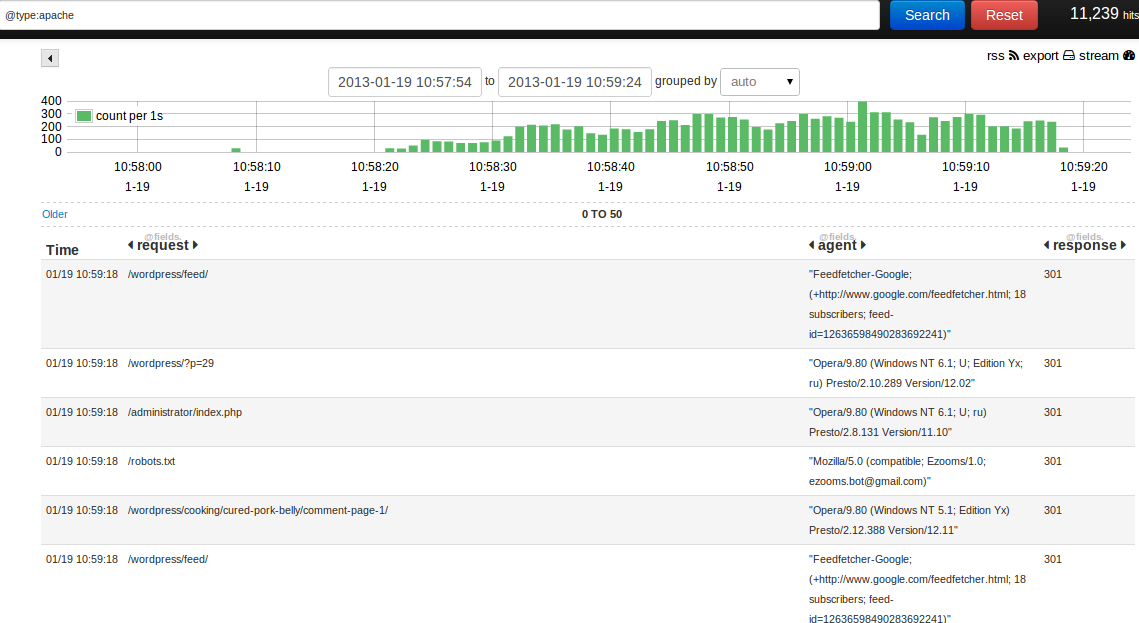 @type:apache Search Reset 11,239 hits
rss export stream
2013-01-19 10:57:54 to 2013-01-19 10:59:24 grouped by auto
400
300
200
100
0
count per 1s
10:58:00 10:58:10 10:58:20 10:58:30 10:58:40 10:58:50 10:59:00 10:59:10 10:59:20
1-19 1-19 1-19 1-19 1-19 1-19 1-19 1-19 1-19
Older 0 TO 50
@fields. @fields. @fields.
Time request agent response
01/19 10:59:18 /wordpress/feed/ "Feedfetcher-Google; 301
(+http://www.google.com/feedfetcher.html; 18
subscribers; feed-
id=12636598490283692241)"
01/19 10:59:18 /wordpress/?p=29 "Opera/9.80 (Windows NT 6.1; U; Edition Yx; 301
ru) Presto/2.10.289 Version/12.02"
01/19 10:59:18 /administrator/index.php "Opera/9.80 (Windows NT 6.1; U; ru) 301
Presto/2.8.131 Version/11.10"
01/19 10:59:18 /robots.txt "Mozilla/5.0 (compatible; Ezooms/1.0; 301
ezooms.bot@gmail.com)"
01/19 10:59:18 /wordpress/cooking/cured-pork-belly/comment-page-1/ "Opera/9.80 (Windows NT 5.1; Edition Yx) 301
Presto/2.12.388 Version/12.11"
01/19 10:59:18 /wordpress/feed/ "Feedfetcher-Google; 301
(+http://www.google.com/feedfetcher.html; 18
subscribers; feed-
id=12636598490283692241)"